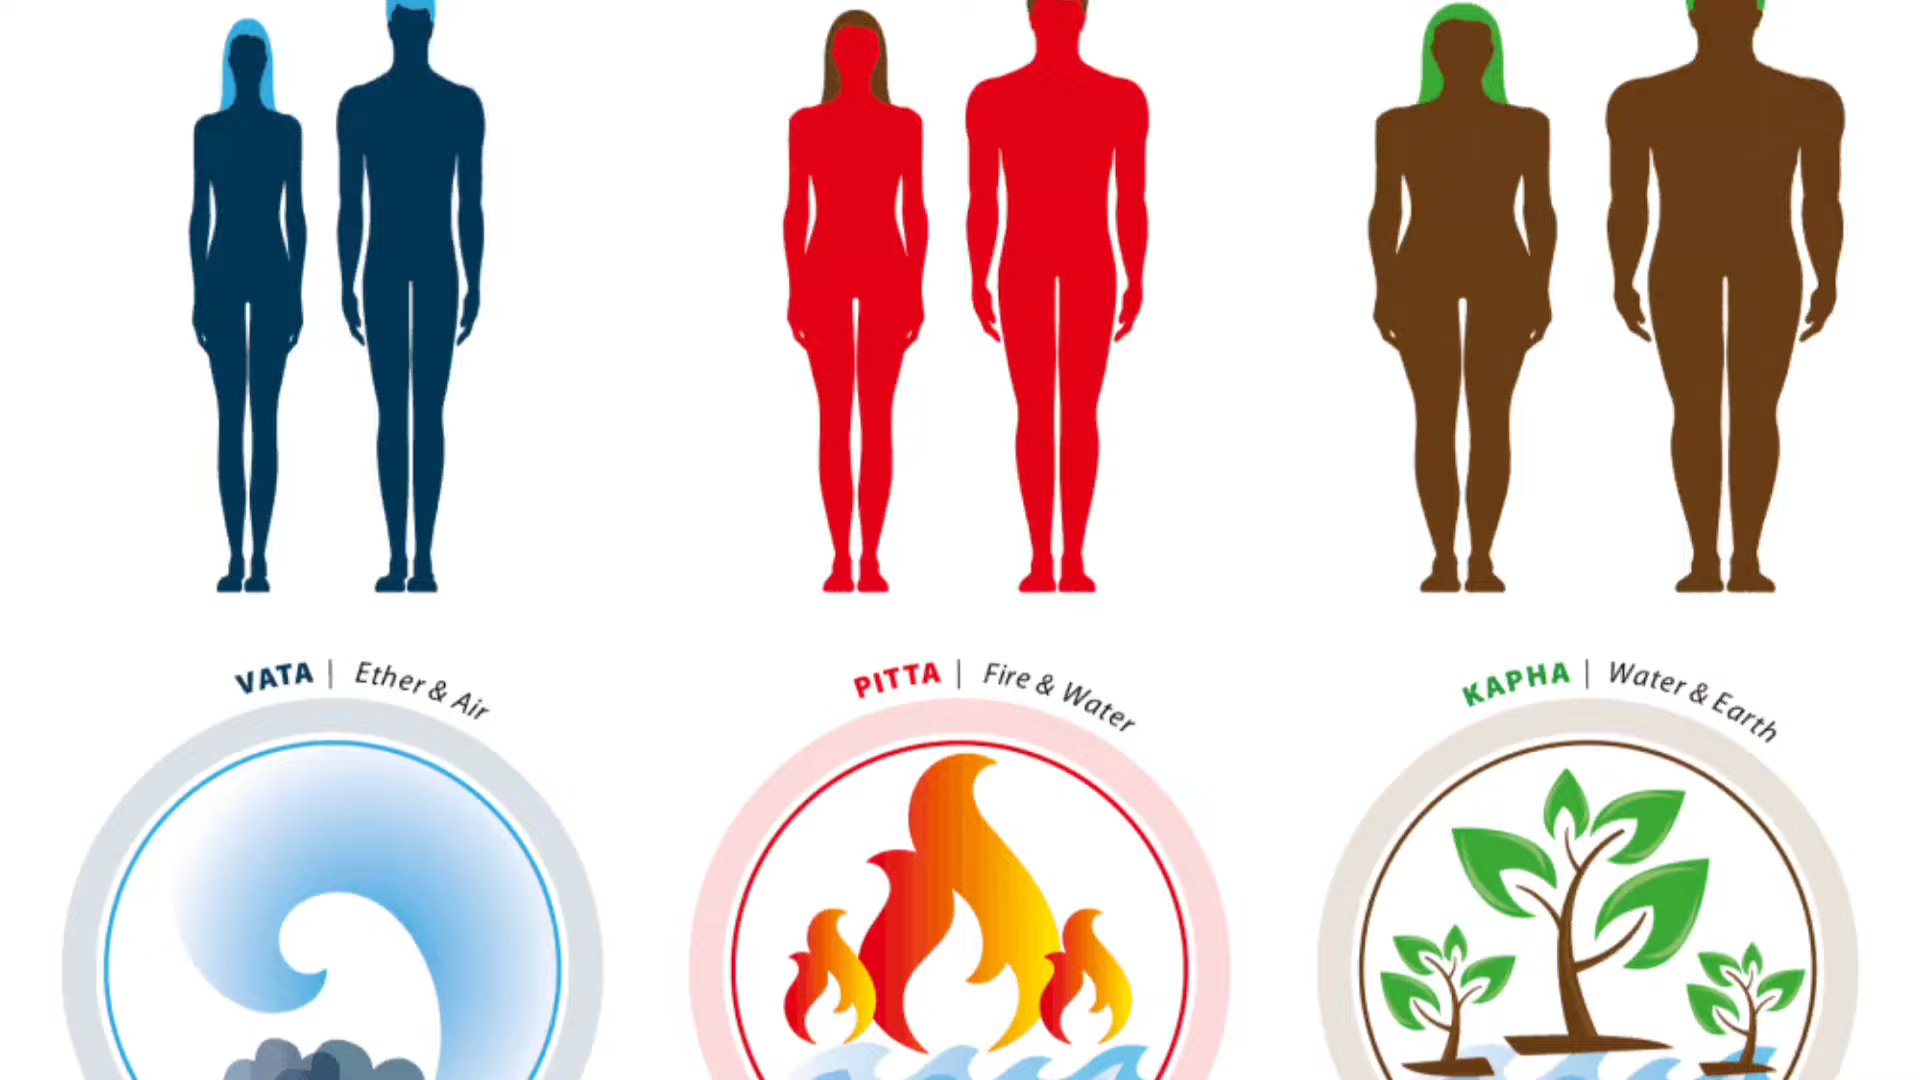 VATA | Ether & Air
PITTA | Fire & Water
KAPHA | Water & Earth